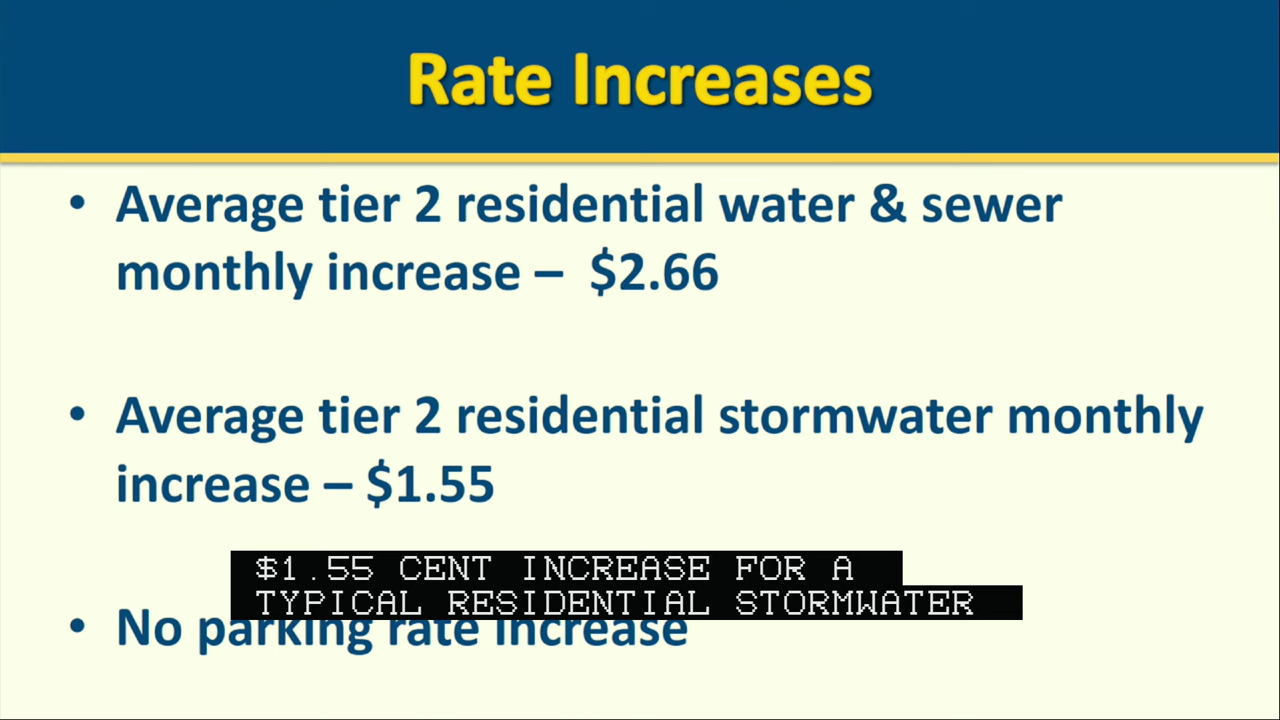 Rate Increases
• Average tier 2 residential water & sewer
monthly increase – $2.66
• Average tier 2 residential stormwater monthly
increase – $1.55
$1.55 CENT INCREASE FOR A
TYPICAL RESIDENTIAL STORMWATER
• No parking rate increase